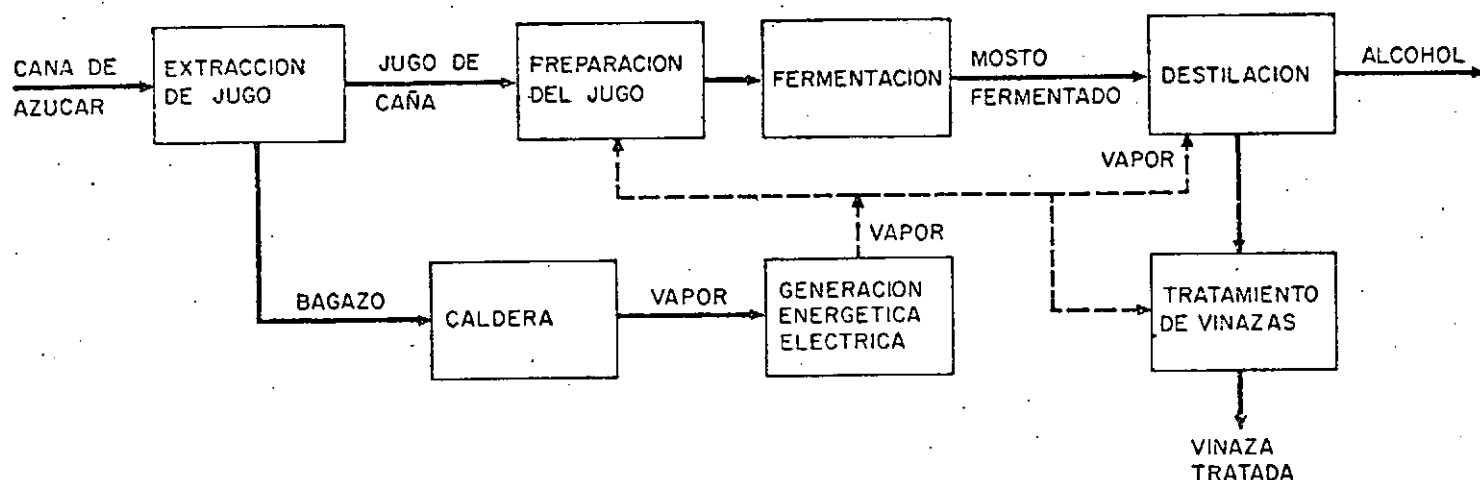 CANA DE
AZUCAR
EXTRACCION
DE JUGO
JUGO DE
CAÑA
PREPARACION
DEL JUGO
FERMENTACION
MOSTO
FERMENTADO
DESTILACION
ALCOHOL
VAPOR
VAPOR
BAGAZO
CALDERA
VAPOR
GENERACION
ENERGETICA
ELECTRICA
TRATAMIENTO
DE VINAZAS
VINAZA
TRATADA